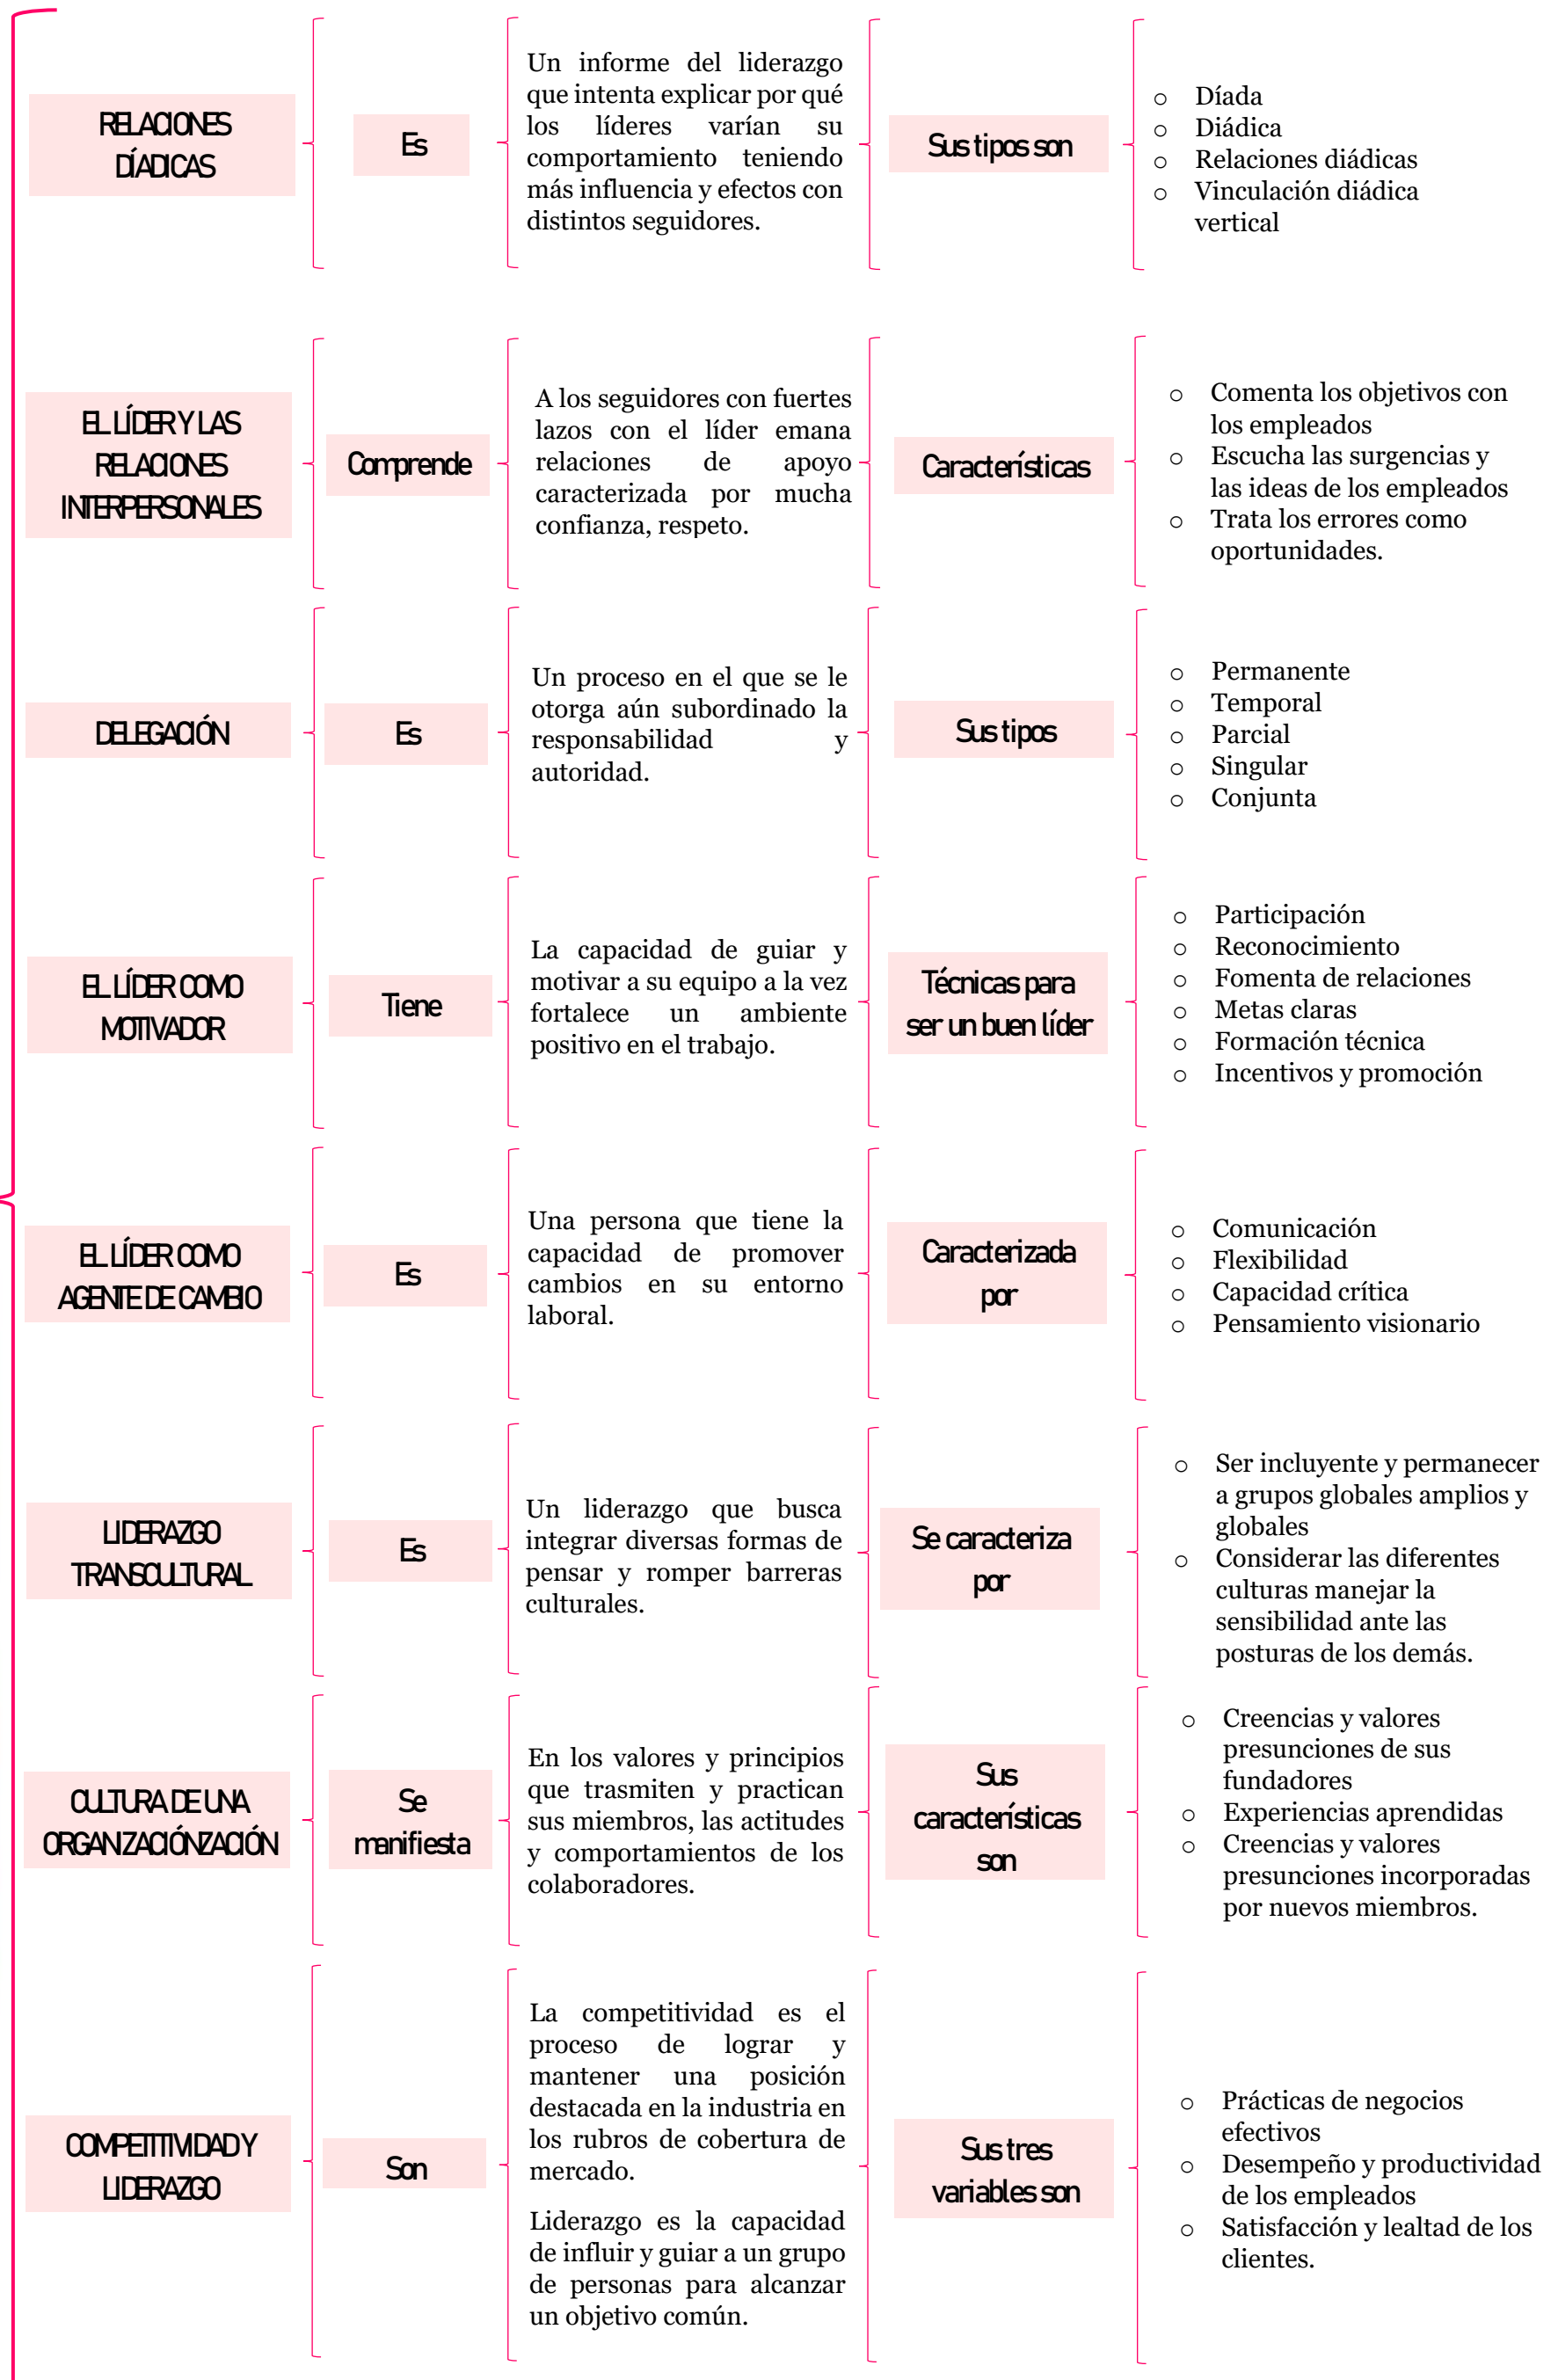 RELACIONES
DÍADICAS
Es
Un informe del liderazgo
que intenta explicar por qué
los líderes varían su
comportamiento teniendo
más influencia y efectos con
distintos seguidores.
Sus tipos son
o Díada
o Diádica
o Relaciones diádicas
o Vinculación diádica
vertical
EL LÍDER Y LAS
RELACIONES
INTERPERSONALES
Comprende
A los seguidores con fuertes
lazos con el líder emana
relaciones de apoyo
caracterizada por mucha
confianza, respeto.
Características
o Comenta los objetivos con
los empleados
o Escucha las surgencias y
las ideas de los empleados
o Trata los errores como
oportunidades.
DELEGACIÓN
Es
Un proceso en el que se le
otorga aún subordinado la
responsabilidad y
autoridad.
Sus tipos
o Permanente
o Temporal
o Parcial
o Singular
o Conjunta
EL LÍDER COMO
MOTIVADOR
Tiene
La capacidad de guiar y
motivar a su equipo a la vez
fortalece un ambiente
positivo en el trabajo.
Técnicas para
ser un buen líder
o Participación
o Reconocimiento
o Fomenta de relaciones
o Metas claras
o Formación técnica
o Incentivos y promoción
EL LÍDER COMO
AGENTE DE CAMBIO
Es
Una persona que tiene la
capacidad de promover
cambios en su entorno
laboral.
Caracterizada
por
o Comunicación
o Flexibilidad
o Capacidad crítica
o Pensamiento visionario
LIDERAZGO
TRANSCULTURAL
Es
Un liderazgo que busca
integrar diversas formas de
pensar y romper barreras
culturales.
Se caracteriza
por
o Ser incluyente y permanecer
a grupos globales amplios y
globales
o Considerar las diferentes
culturas manejar la
sensibilidad ante las
posturas de los demás.
CULTURA DE UNA
ORGANIZACIÓNZACIÓN
Se
manifiesta
En los valores y principios
que trasmiten y practican
sus miembros, las actitudes
y comportamientos de los
colaboradores.
Sus
características
son
o Creencias y valores
presunciones de sus
fundadores
o Experiencias aprendidas
o Creencias y valores
presunciones incorporadas
por nuevos miembros.
COMPETITIVIDAD Y
LIDERAZGO
Son
La competitividad es el
proceso de lograr y
mantener una posición
destacada en la industria en
los rubros de cobertura de
mercado.
Liderazgo es la capacidad
de influir y guiar a un grupo
de personas para alcanzar
un objetivo común.
Sus tres
variables son
o Prácticas de negocios
efectivos
o Desempeño y productividad
de los empleados
o Satisfacción y lealtad de los
clientes.